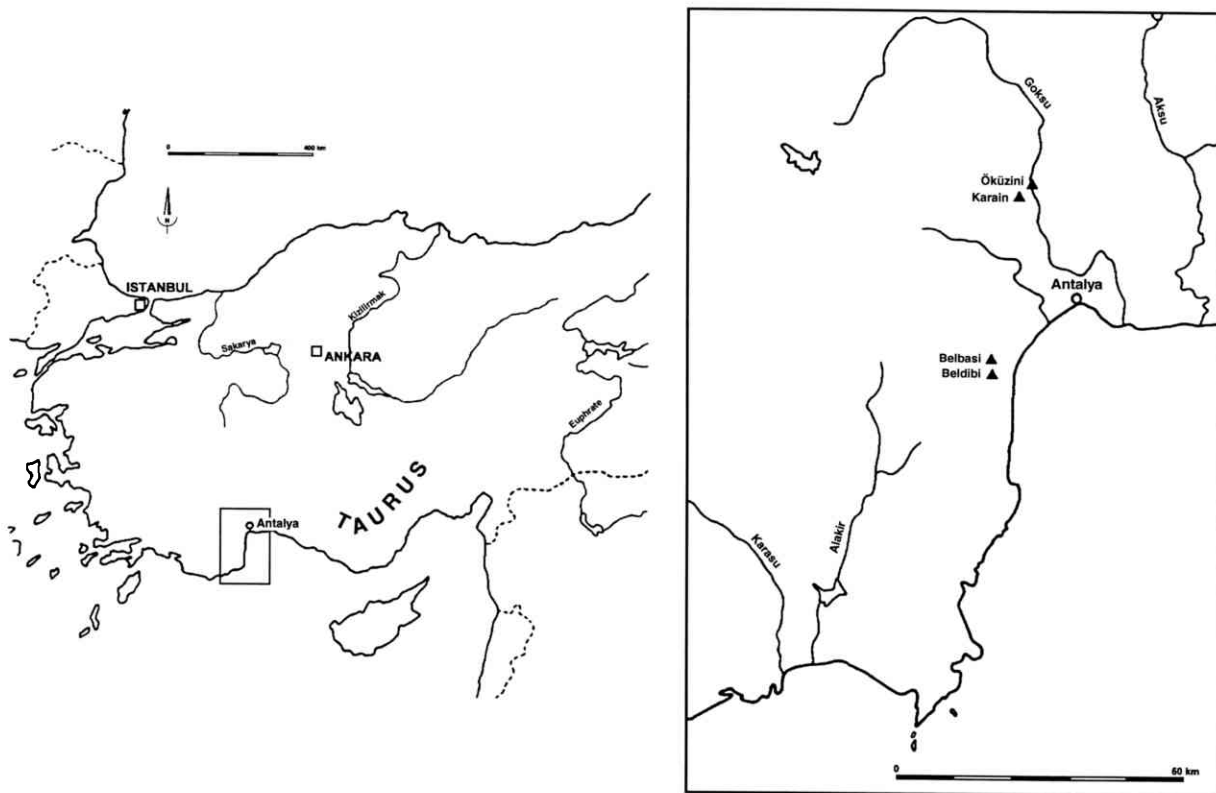 0
400 km
N
ISTANBUL
Sakarya
ANKARA
Kizilirmak
Euphrate
TAURUS
Antalya
Goksu
Aksu
Öküzini
Karain
Antalya
Belbasi
Beldibi
Karasu
Alakir
0
50 km